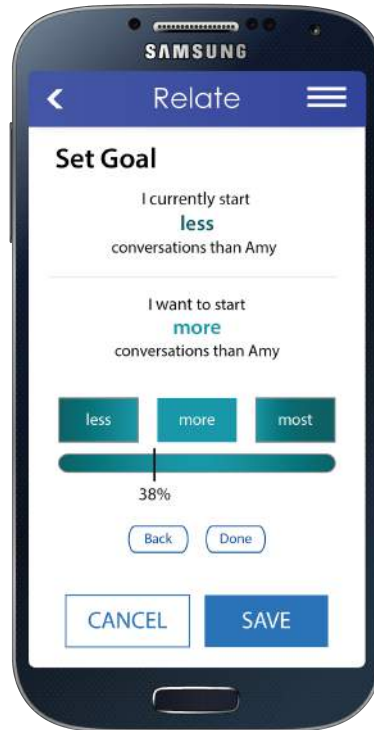 SAMSUNG
Relate
Set Goal
I currently start
less
conversations than Amy
I want to start
more
conversations than Amy
less more most
38%
Back Done
CANCEL SAVE